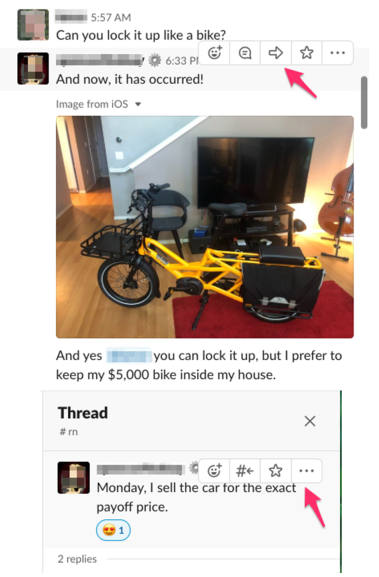 5:57 AM
Can you lock it up like a bike?
6:33 P
And now, it has occurred!
Image from iOS
And yes you can lock it up, but I prefer to
keep my $5,000 bike inside my house.
Thread
# rn
Monday, I sell the car for the exact
payoff price.
1
2 replies